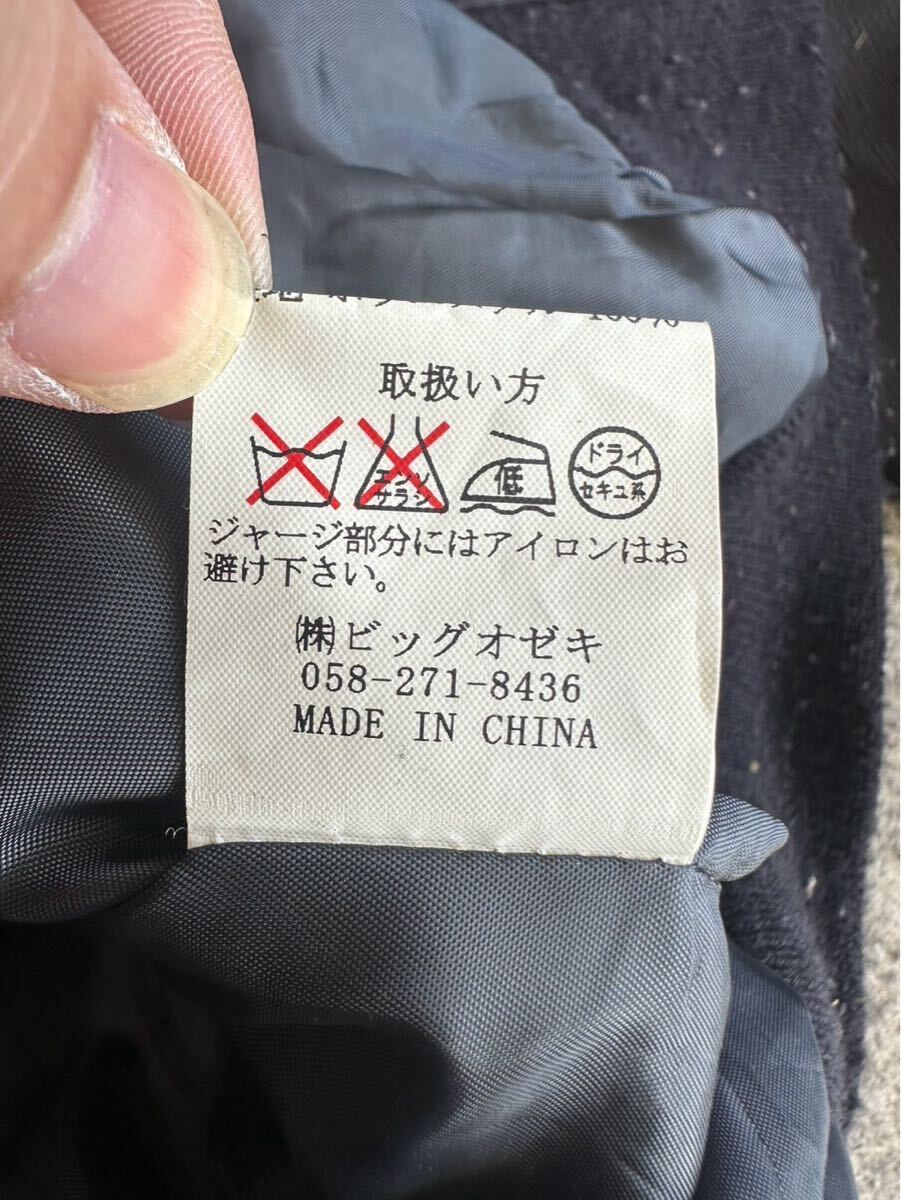 100%
取扱い方
エンソ
サラシ
低
ドライ
セキユ系
ジャージ部分にはアイロンはお
避け下さい。
㈱ビッグオゼキ
058-271-8436
MADE IN CHINA